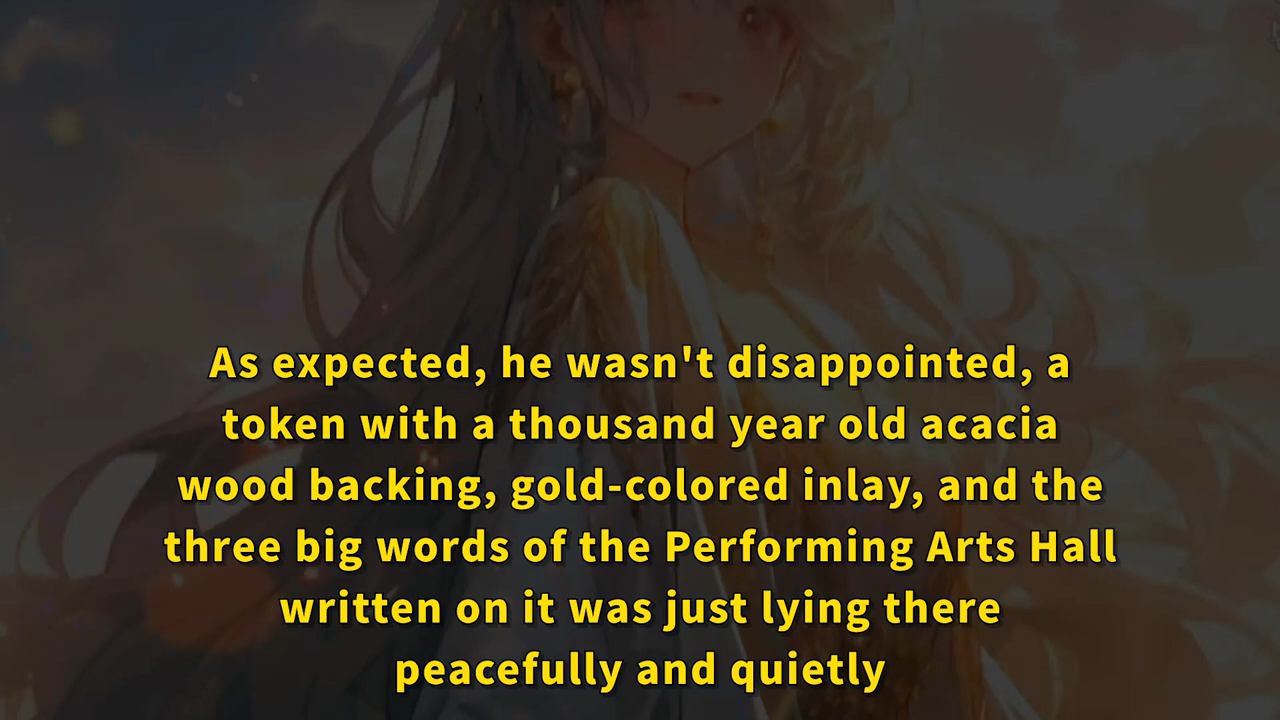 As expected, he wasn't disappointed, a
token with a thousand year old acacia
wood backing, gold-colored inlay, and the
three big words of the Performing Arts Hall
written on it was just lying there
peacefully and quietly